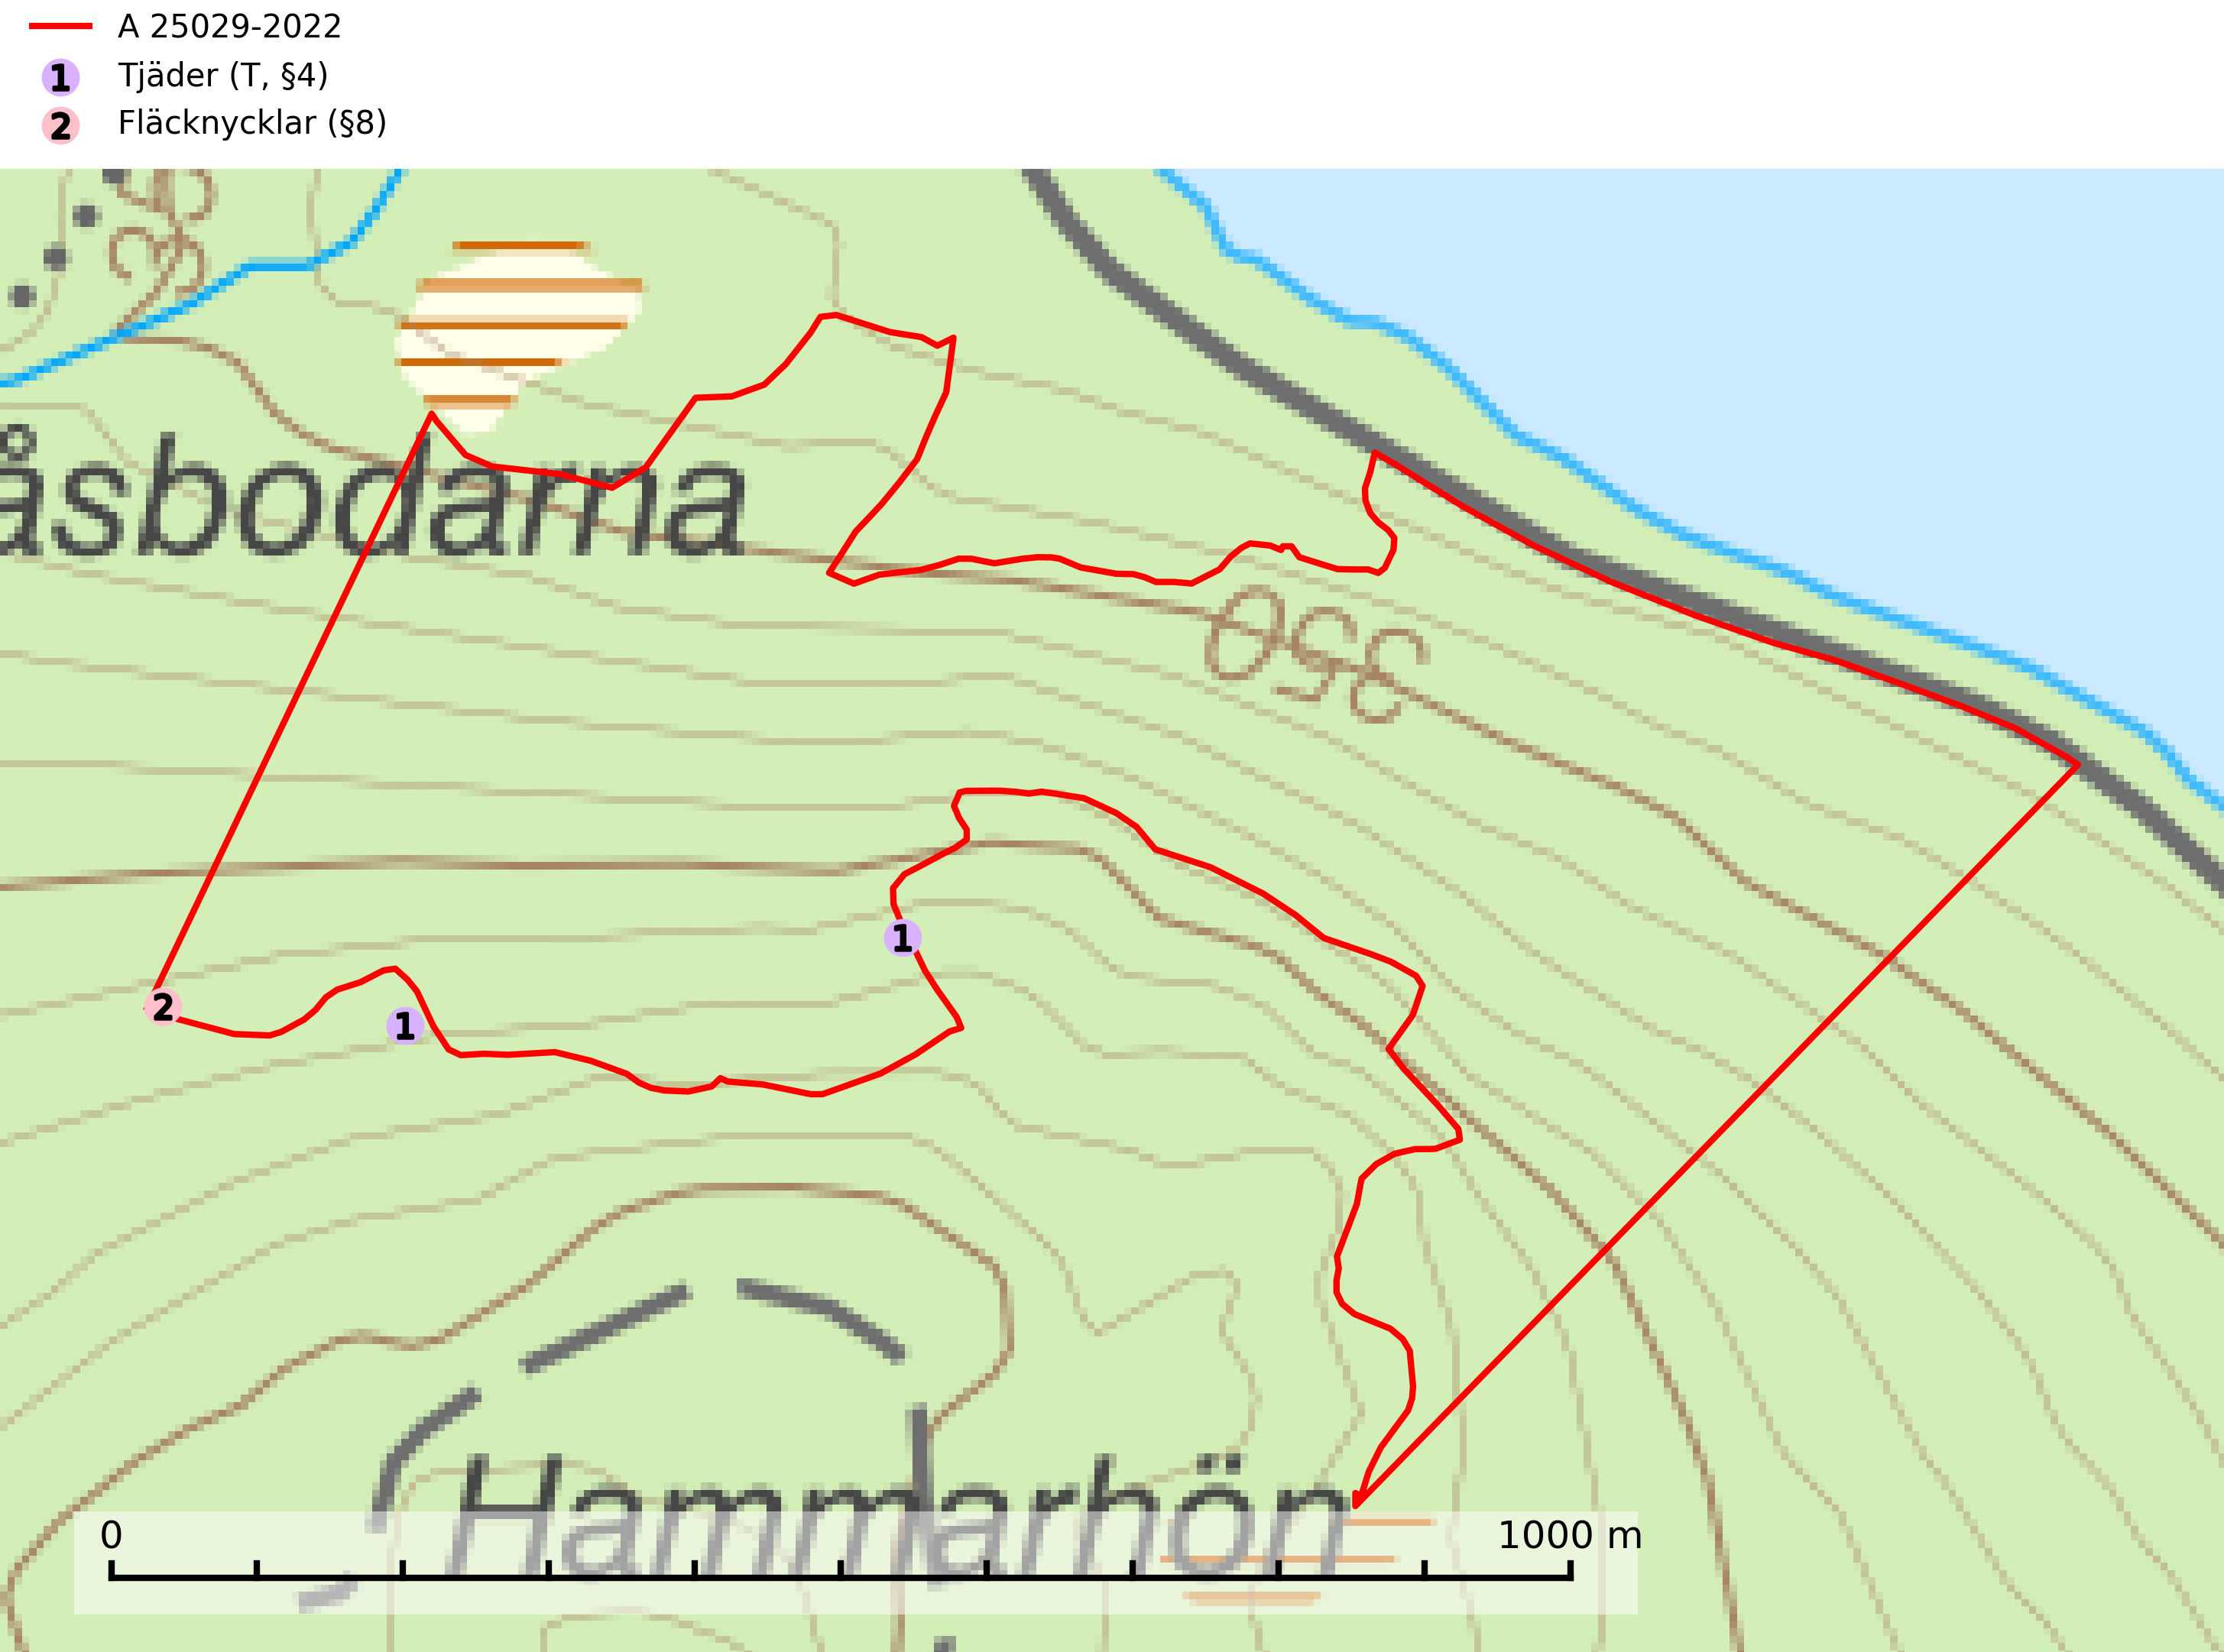 A 25029-2022
1 Tjäder (T, §4)
2 Fläcknycklar (§8)
åsbodarna
350
1
2
1
Hammarhön
0 1000 m